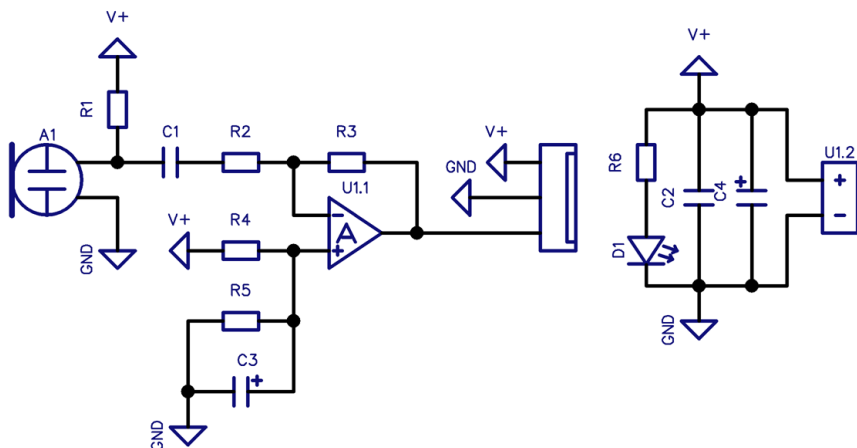 V+
R1
A1
C1
R2
R3
GND
U1.1
A
V+
R4
R5
C3
+
GND
V+
GND
-
+
V+
R6
C2
C4
+
U1.2
+
-
D1
GND